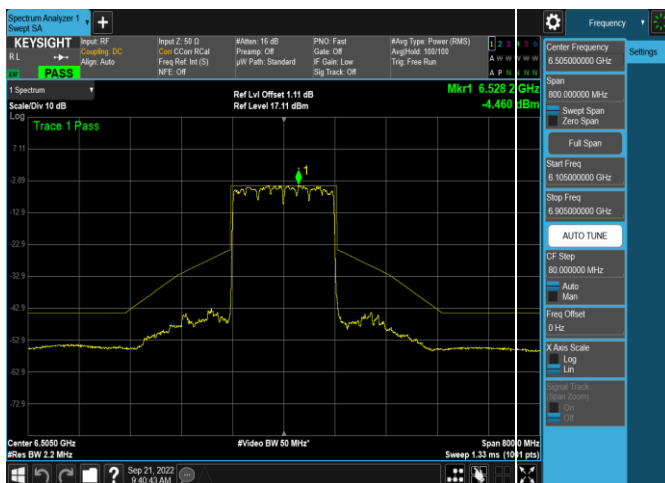 Spectrum Analyzer 1
Swept SA
Frequency
KEYSIGHT
Input: RF
Coupling: DC
Align: Auto
Input Z: 50 Ω
Corr CCorr RCal
Freq Ref: Int (S)
NFE: Off
#Atten: 16 dB
Preamp: Off
µW Path: Standard
PNO: Fast
Gate: Off
IF Gain: Low
Sig Track: Off
#Avg Type: Power (RMS)
Avg|Hold: 100/100
Trig: Free Run
1 2 3 4 5 6
A W W W W W
A P N N N N
R L
PASS
Settings
Center Frequency
6.505000000 GHz
Span
800.000000 MHz
Swept Span
Zero Span
Full Span
Start Freq
6.105000000 GHz
Stop Freq
6.905000000 GHz
AUTO TUNE
CF Step
80.000000 MHz
Auto
Man
Freq Offset
0 Hz
X Axis Scale
Log
Lin
Signal Track
(Span Zoom)
On
Off
1 Spectrum
Scale/Div 10 dB
Log
Ref Lvl Offset 1.11 dB
Ref Level 17.11 dBm
Mkr1 6.528 2 GHz
-4.460 dBm
Trace 1 Pass
1
7.11
-2.89
-12.9
-22.9
-32.9
-42.9
-52.9
-62.9
-72.9
Center 6.5050 GHz
#Res BW 2.2 MHz
#Video BW 50 MHz*
Span 800.0 MHz
Sweep 1.33 ms (1001 pts)
Sep 21, 2022
9:40:43 AM